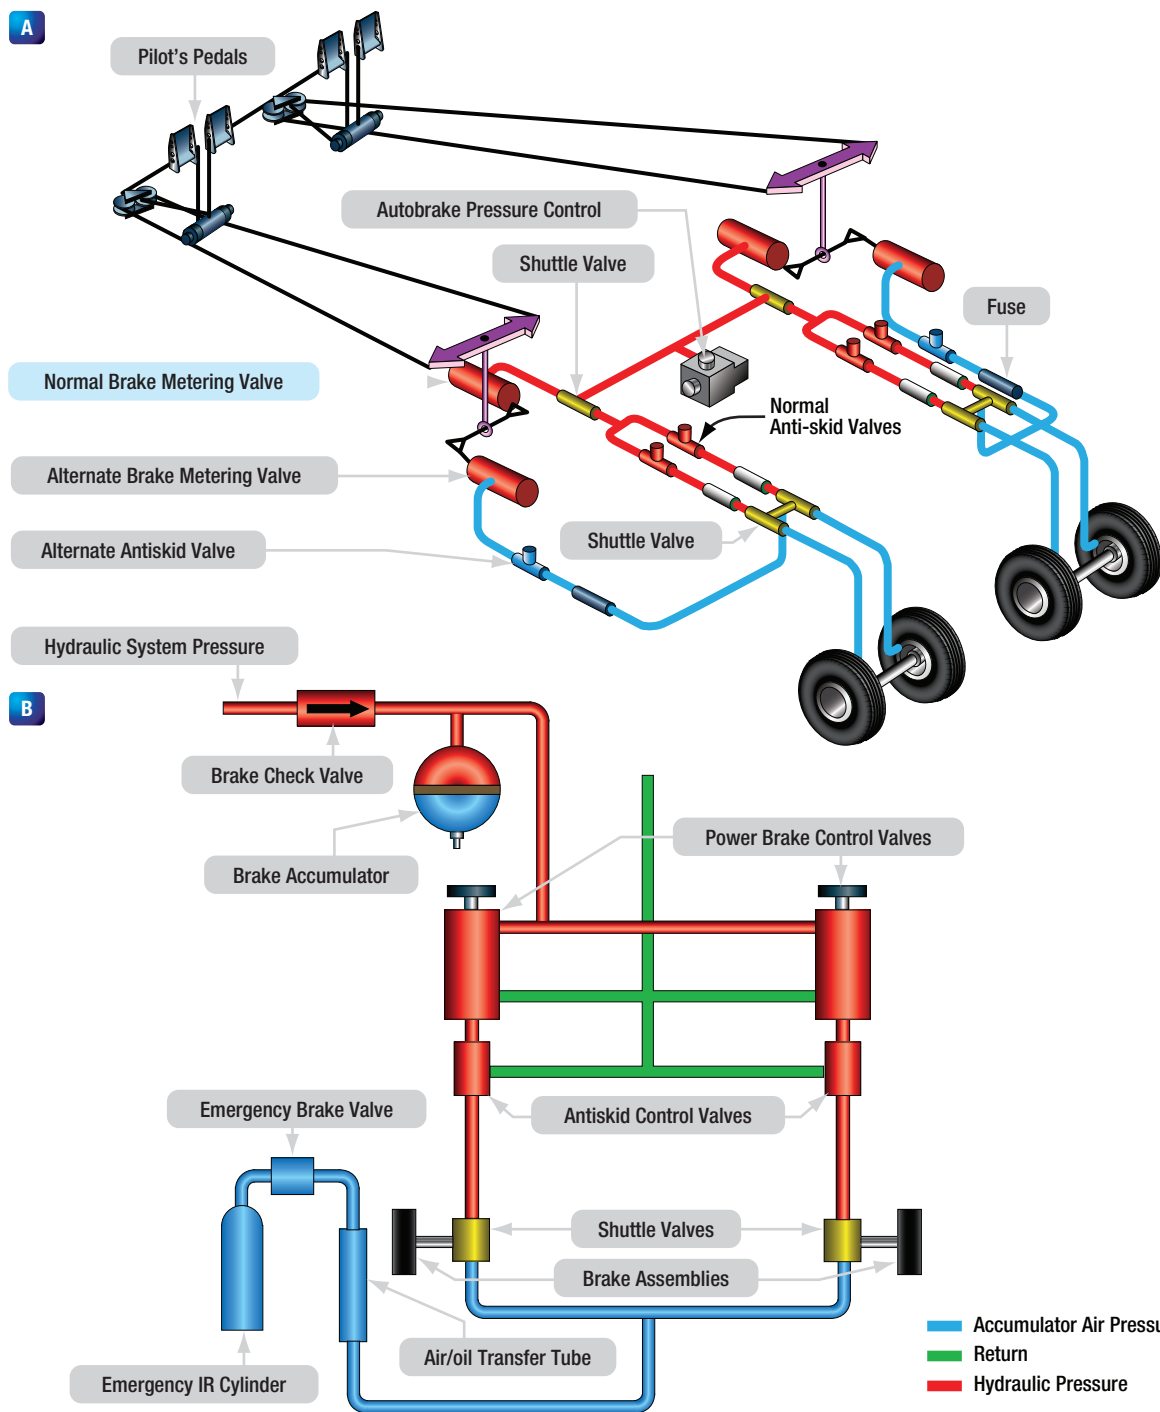 A
Pilot's Pedals
Autobrake Pressure Control
Shuttle Valve
Fuse
Normal Brake Metering Valve
Normal
Anti-skid Valves
Alternate Brake Metering Valve
Alternate Antiskid Valve
Shuttle Valve
Hydraulic System Pressure
B
Brake Check Valve
Power Brake Control Valves
Brake Accumulator
Emergency Brake Valve
Antiskid Control Valves
Shuttle Valves
Brake Assemblies
Air/oil Transfer Tube
Emergency IR Cylinder
Accumulator Air Pressu
Return
Hydraulic Pressure